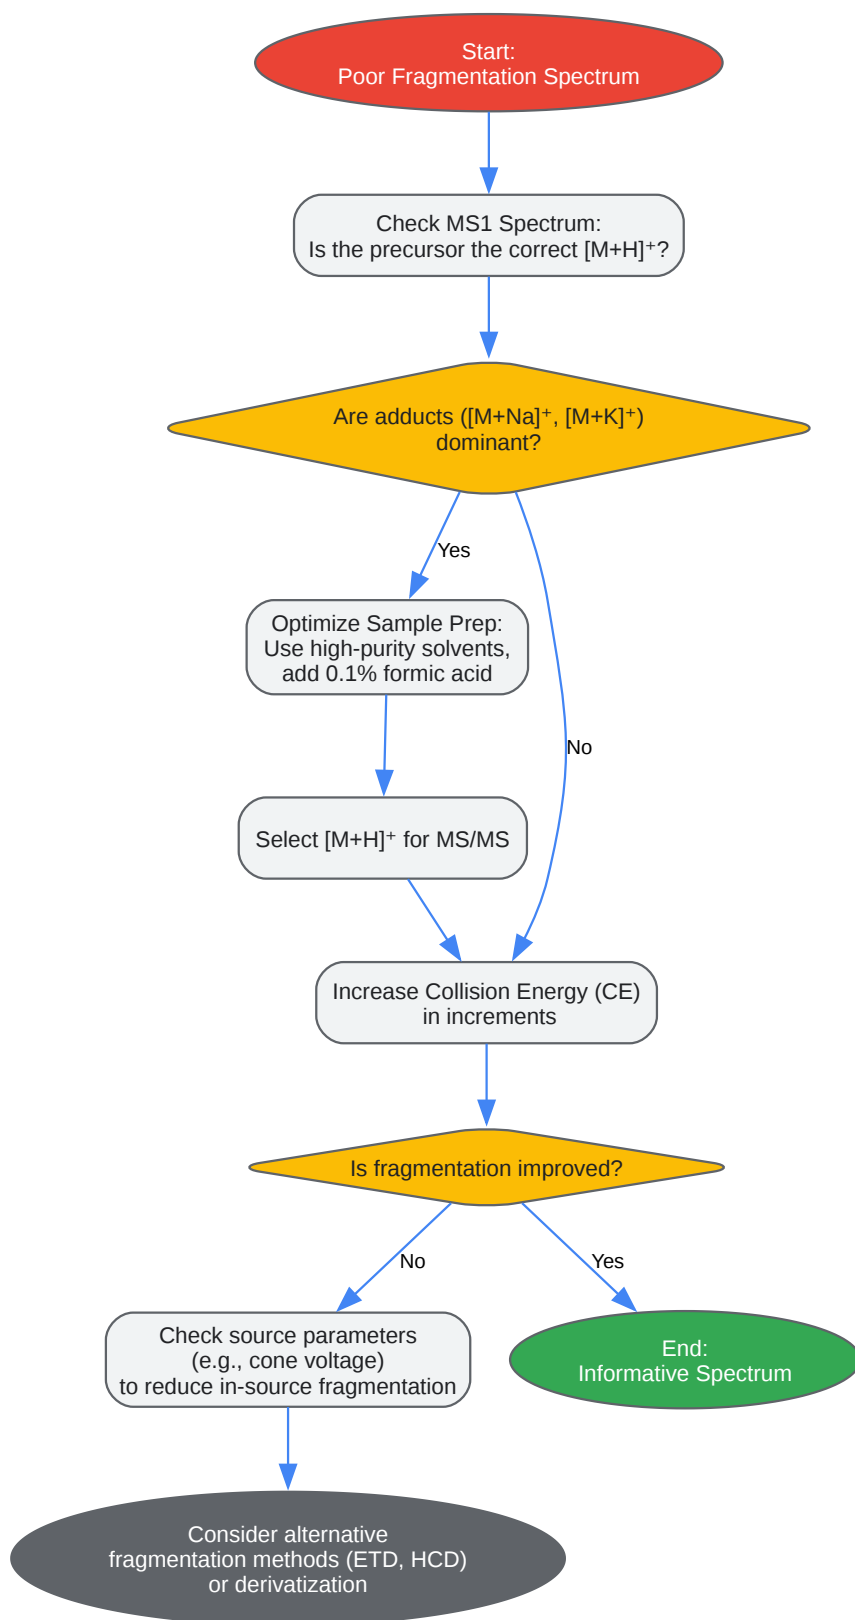 Start:
Poor Fragmentation Spectrum
Check MS1 Spectrum:
Is the precursor the correct [M+H]⁺?
Are adducts ([M+Na]⁺, [M+K]⁺)
dominant?
Yes
Optimize Sample Prep:
Use high-purity solvents,
add 0.1% formic acid
No
Select [M+H]⁺ for MS/MS
Increase Collision Energy (CE)
in increments
Is fragmentation improved?
No
Yes
Check source parameters
(e.g., cone voltage)
to reduce in-source fragmentation
End:
Informative Spectrum
Consider alternative
fragmentation methods (ETD, HCD)
or derivatization